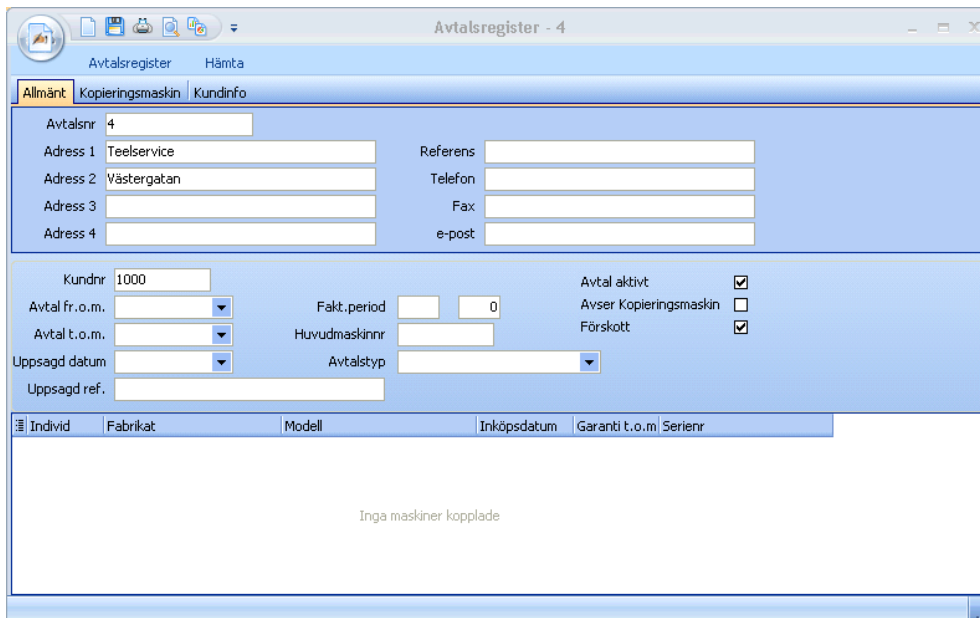 Avtalsregister - 4
Avtalsregister Hämta
Allmänt Kopieringsmaskin Kundinfo
Avtalsnr 4
Adress 1 Teelservice Referens
Adress 2 Västergatan Telefon
Adress 3 Fax
Adress 4 e-post
Kundnr 1000 Avtal aktivt
Avtal fr.o.m. Fakt.period 0 Avser Kopieringsmaskin
Avtal t.o.m. Huvudmaskinnr Förskott
Uppsagd datum Avtalstyp
Uppsagd ref.
Individ Fabrikat Modell Inköpsdatum Garanti t.o.m Serienr
Inga maskiner kopplade